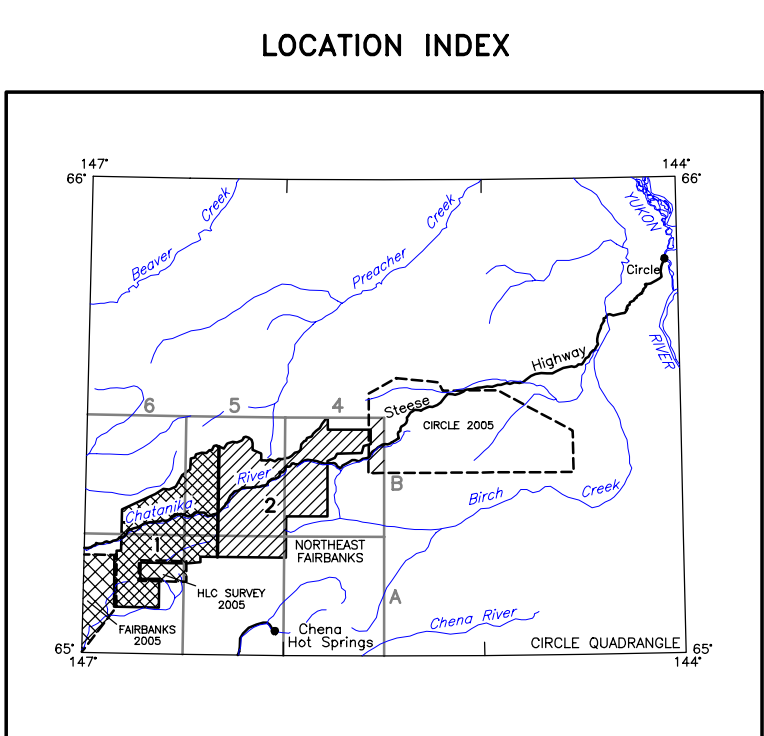 LOCATION INDEX
147° 144°
66° 66°
YUKON
Creek
Creek
Beaver
Preacher
Circle
RIVER
Highway
6 5 4
Steese
CIRCLE 2005
River
B
Birch Creek
Chatanika
2
1
NORTHEAST
FAIRBANKS
HLC SURVEY
2005
A
Chena River
FAIRBANKS
2005
Chena
Hot Springs
CIRCLE QUADRANGLE
65° 65°
147° 144°